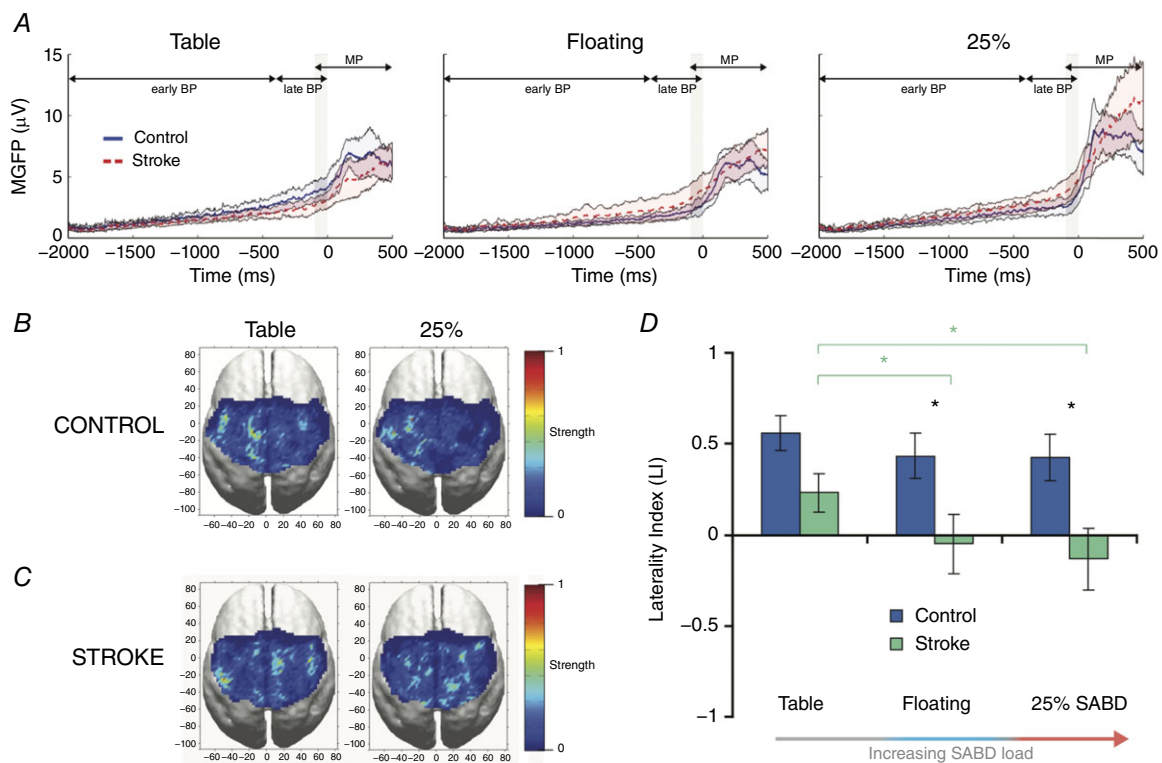 A
Table
Floating
25%
15
10
5
0
MGFP (μV)
MP
early BP
late BP
Control
Stroke
MP
early BP
late BP
MP
early BP
late BP
−2000 −1500 −1000 −500 0 500
−2000 −1500 −1000 −500 0 500
−2000 −1500 −1000 −500 0 500
Time (ms)
Time (ms)
Time (ms)
B
Table
25%
CONTROL
80
60
40
20
0
−20
−40
−60
−80
−100
−60 −40 −20 0 20 40 60 80
−60 −40 −20 0 20 40 60 80
1
Strength
0
C
STROKE
80
60
40
20
0
−20
−40
−60
−80
−100
−60 −40 −20 0 20 40 60 80
−60 −40 −20 0 20 40 60 80
1
Strength
0
D
1
0.5
0
−0.5
−1
Laterality Index (LI)
*
*
*
*
Control
Stroke
Table
Floating
25% SABD
Increasing SABD load